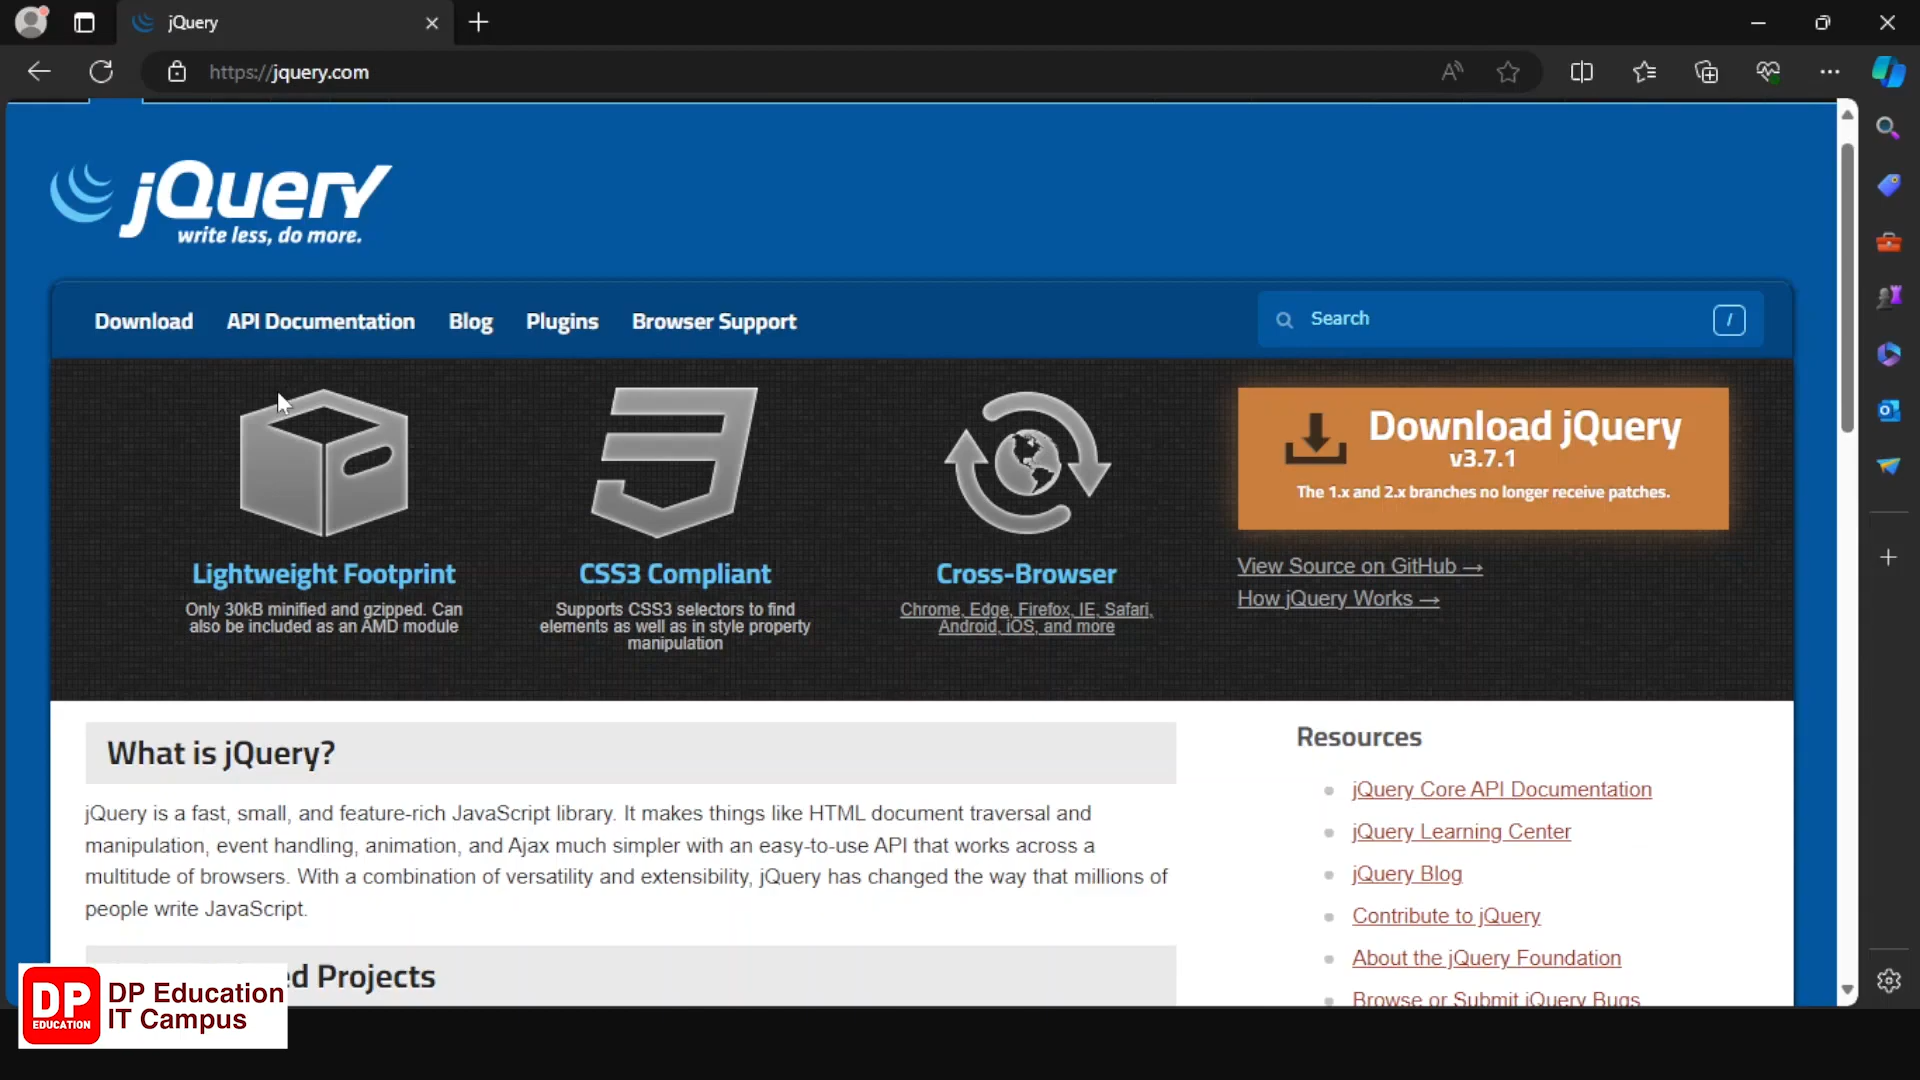 jQuery
https://jquery.com
jQuery
write less, do more.
Download API Documentation Blog Plugins Browser Support
Search /
Download jQuery
v3.7.1
The 1.x and 2.x branches no longer receive patches.
Lightweight Footprint
Only 30kB minified and gzipped. Can
also be included as an AMD module
CSS3 Compliant
Supports CSS3 selectors to find
elements as well as in style property
manipulation
Cross-Browser
Chrome, Edge, Firefox, IE, Safari,
Android, iOS, and more
View Source on GitHub →
How jQuery Works →
What is jQuery?
jQuery is a fast, small, and feature-rich JavaScript library. It makes things like HTML document traversal and
manipulation, event handling, animation, and Ajax much simpler with an easy-to-use API that works across a
multitude of browsers. With a combination of versatility and extensibility, jQuery has changed the way that millions of
people write JavaScript.
Resources
jQuery Core API Documentation
jQuery Learning Center
jQuery Blog
Contribute to jQuery
About the jQuery Foundation
Browse or Submit jQuery Bugs
Projects
DP
EDUCATION
DP Education
IT Campus